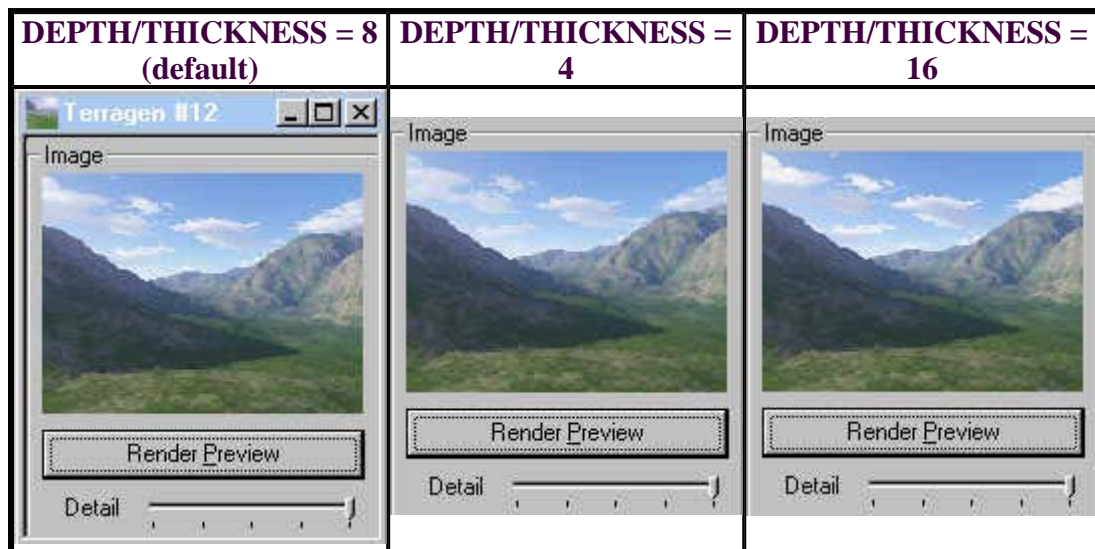 DEPTH/THICKNESS = 8
(default)
DEPTH/THICKNESS =
4
DEPTH/THICKNESS =
16
Terragen #12
Image
Render Preview
Detail
Image
Render Preview
Detail
Image
Render Preview
Detail